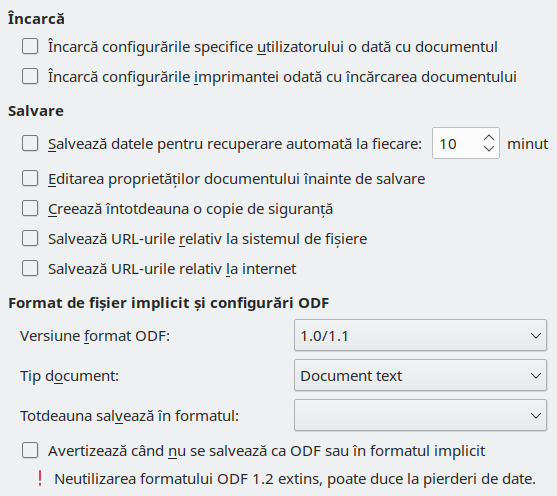 Încarcă
Încarcă configurările specifice utilizatorului o dată cu documentul
Încarcă configurările imprimantei odată cu încărcarea documentului
Salvare
Salvează datele pentru recuperare automată la fiecare: 10 minut
Editarea proprietăților documentului înainte de salvare
Creează întotdeauna o copie de siguranță
Salvează URL-urile relativ la sistemul de fișiere
Salvează URL-urile relativ la internet
Format de fișier implicit și configurări ODF
Versiune format ODF: 1.0/1.1
Tip document: Document text
Totdeauna salvează în formatul:
Avertizează când nu se salvează ca ODF sau în formatul implicit
! Neutilizarea formatului ODF 1.2 extins, poate duce la pierderi de date.